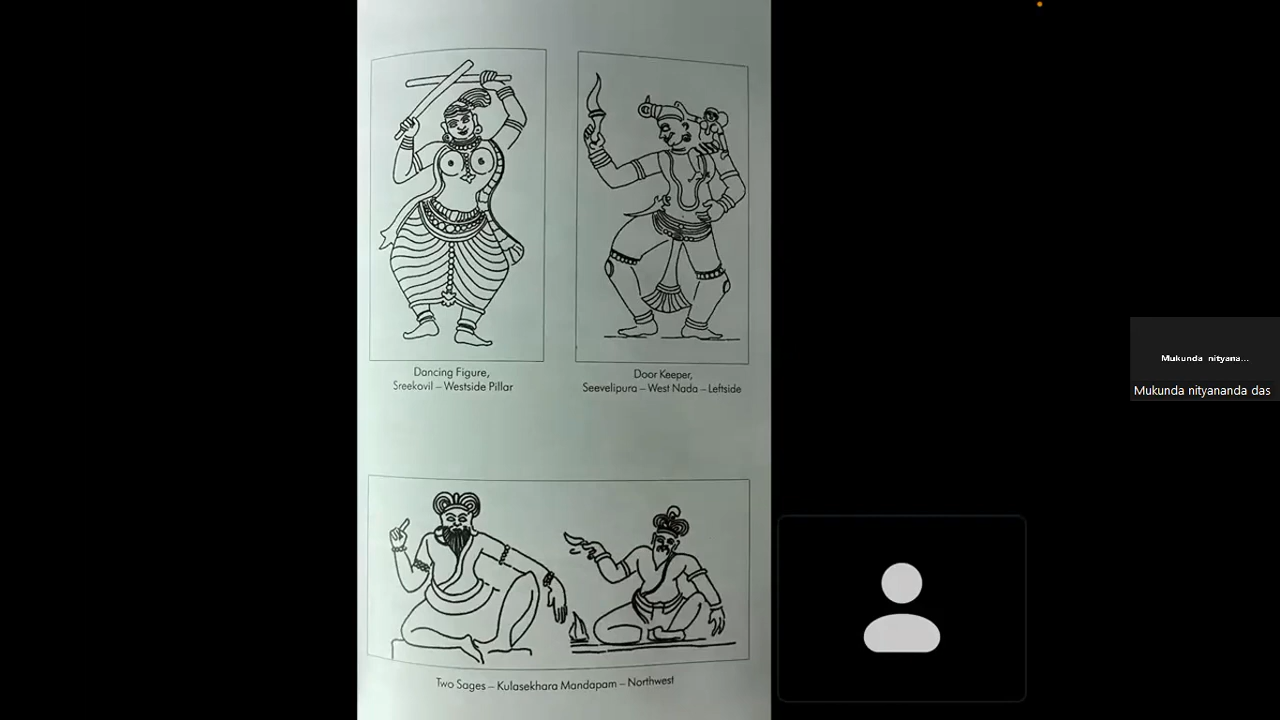 Dancing Figure,
Sreekovil – Westside Pillar
Door Keeper,
Seevelipura – West Nada – Leftside
Two Sages – Kulasekhara Mandapam – Northwest
Mukunda nityana...
Mukunda nityananda das